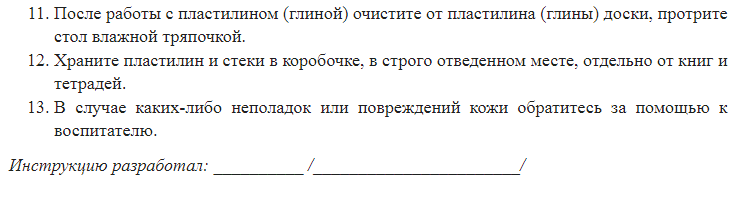 11. После работы с пластилином (глиной) очистите от пластилина (глины) доски, протрите
стол влажной тряпочкой.
12. Храните пластилин и стеки в коробочке, в строго отведенном месте, отдельно от книг и
тетрадей.
13. В случае каких-либо неполадок или повреждений кожи обратитесь за помощью к
воспитателю.
Инструкцию разработал: __________ /_______________________/